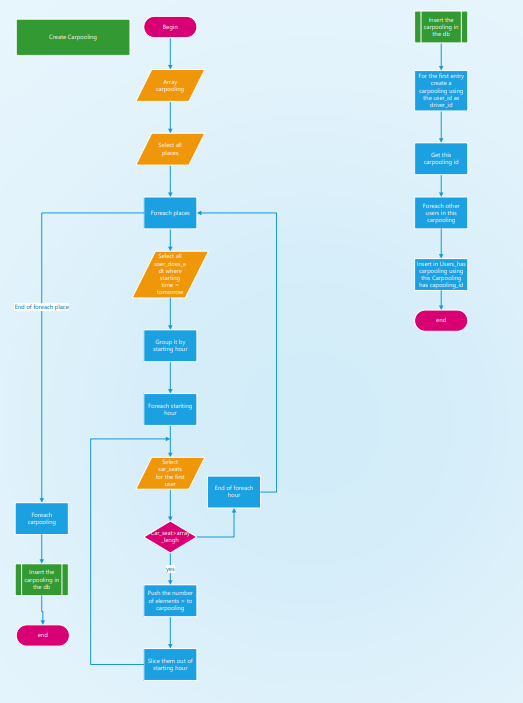 Create Carpooling
Begin
Array
carpooling
Select all
places
Foreach places
Select all
user_does_a
dt where
starting
time =
tomorrow
End of foreach place
Group it by
starting hour
Foreach startting
hour
Select
car_seats
for the first
user
End of foreach
hour
Foreach
carpooling
car_seat>array
_lengh
yes
Insert the
carpooling in
the db
Push the number
of elements = to
carpooling
end
Slice them out of
starting hour
Insert the
carpooling in
the db
For the first entry
create a
carpooling using
the user_id as
driver_id
Get this
carpooling id
Foreach other
users in this
carpooling
Insert in Users_has
carpooling using
this Carpooling
has capooling_id
end